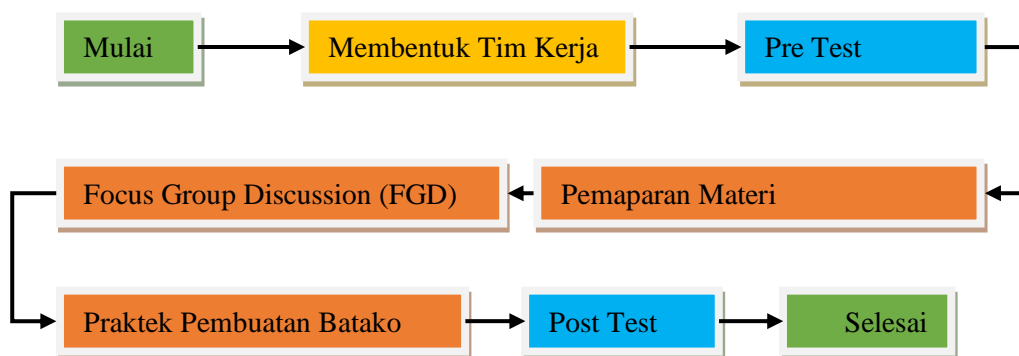 Mulai
Membentuk Tim Kerja
Pre Test
Pemaparan Materi
Focus Group Discussion (FGD)
Praktek Pembuatan Batako
Post Test
Selesai